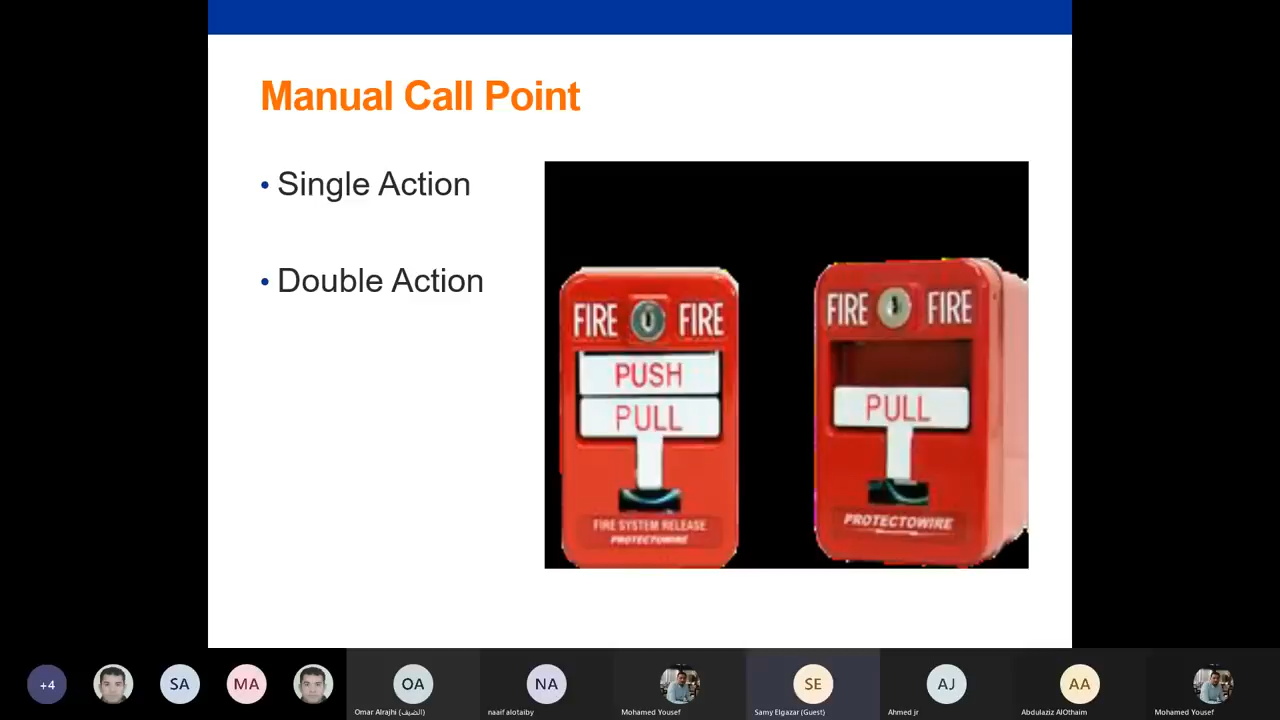 Manual Call Point
• Single Action
• Double Action
FIRE FIRE
PUSH
PULL
FIRE SYSTEM RELEASE
PROTECTOWIRE
FIRE FIRE
PULL
PROTECTOWIRE
+4
SA
MA
OA
NA
SE
AJ
AA
Omar Alrajhi (الضيف)
naaif alotaiby
Mohamed Yousef
Samy Elgazar (Guest)
Ahmed jr
Abdulaziz AlOthaim
Mohamed Yousef